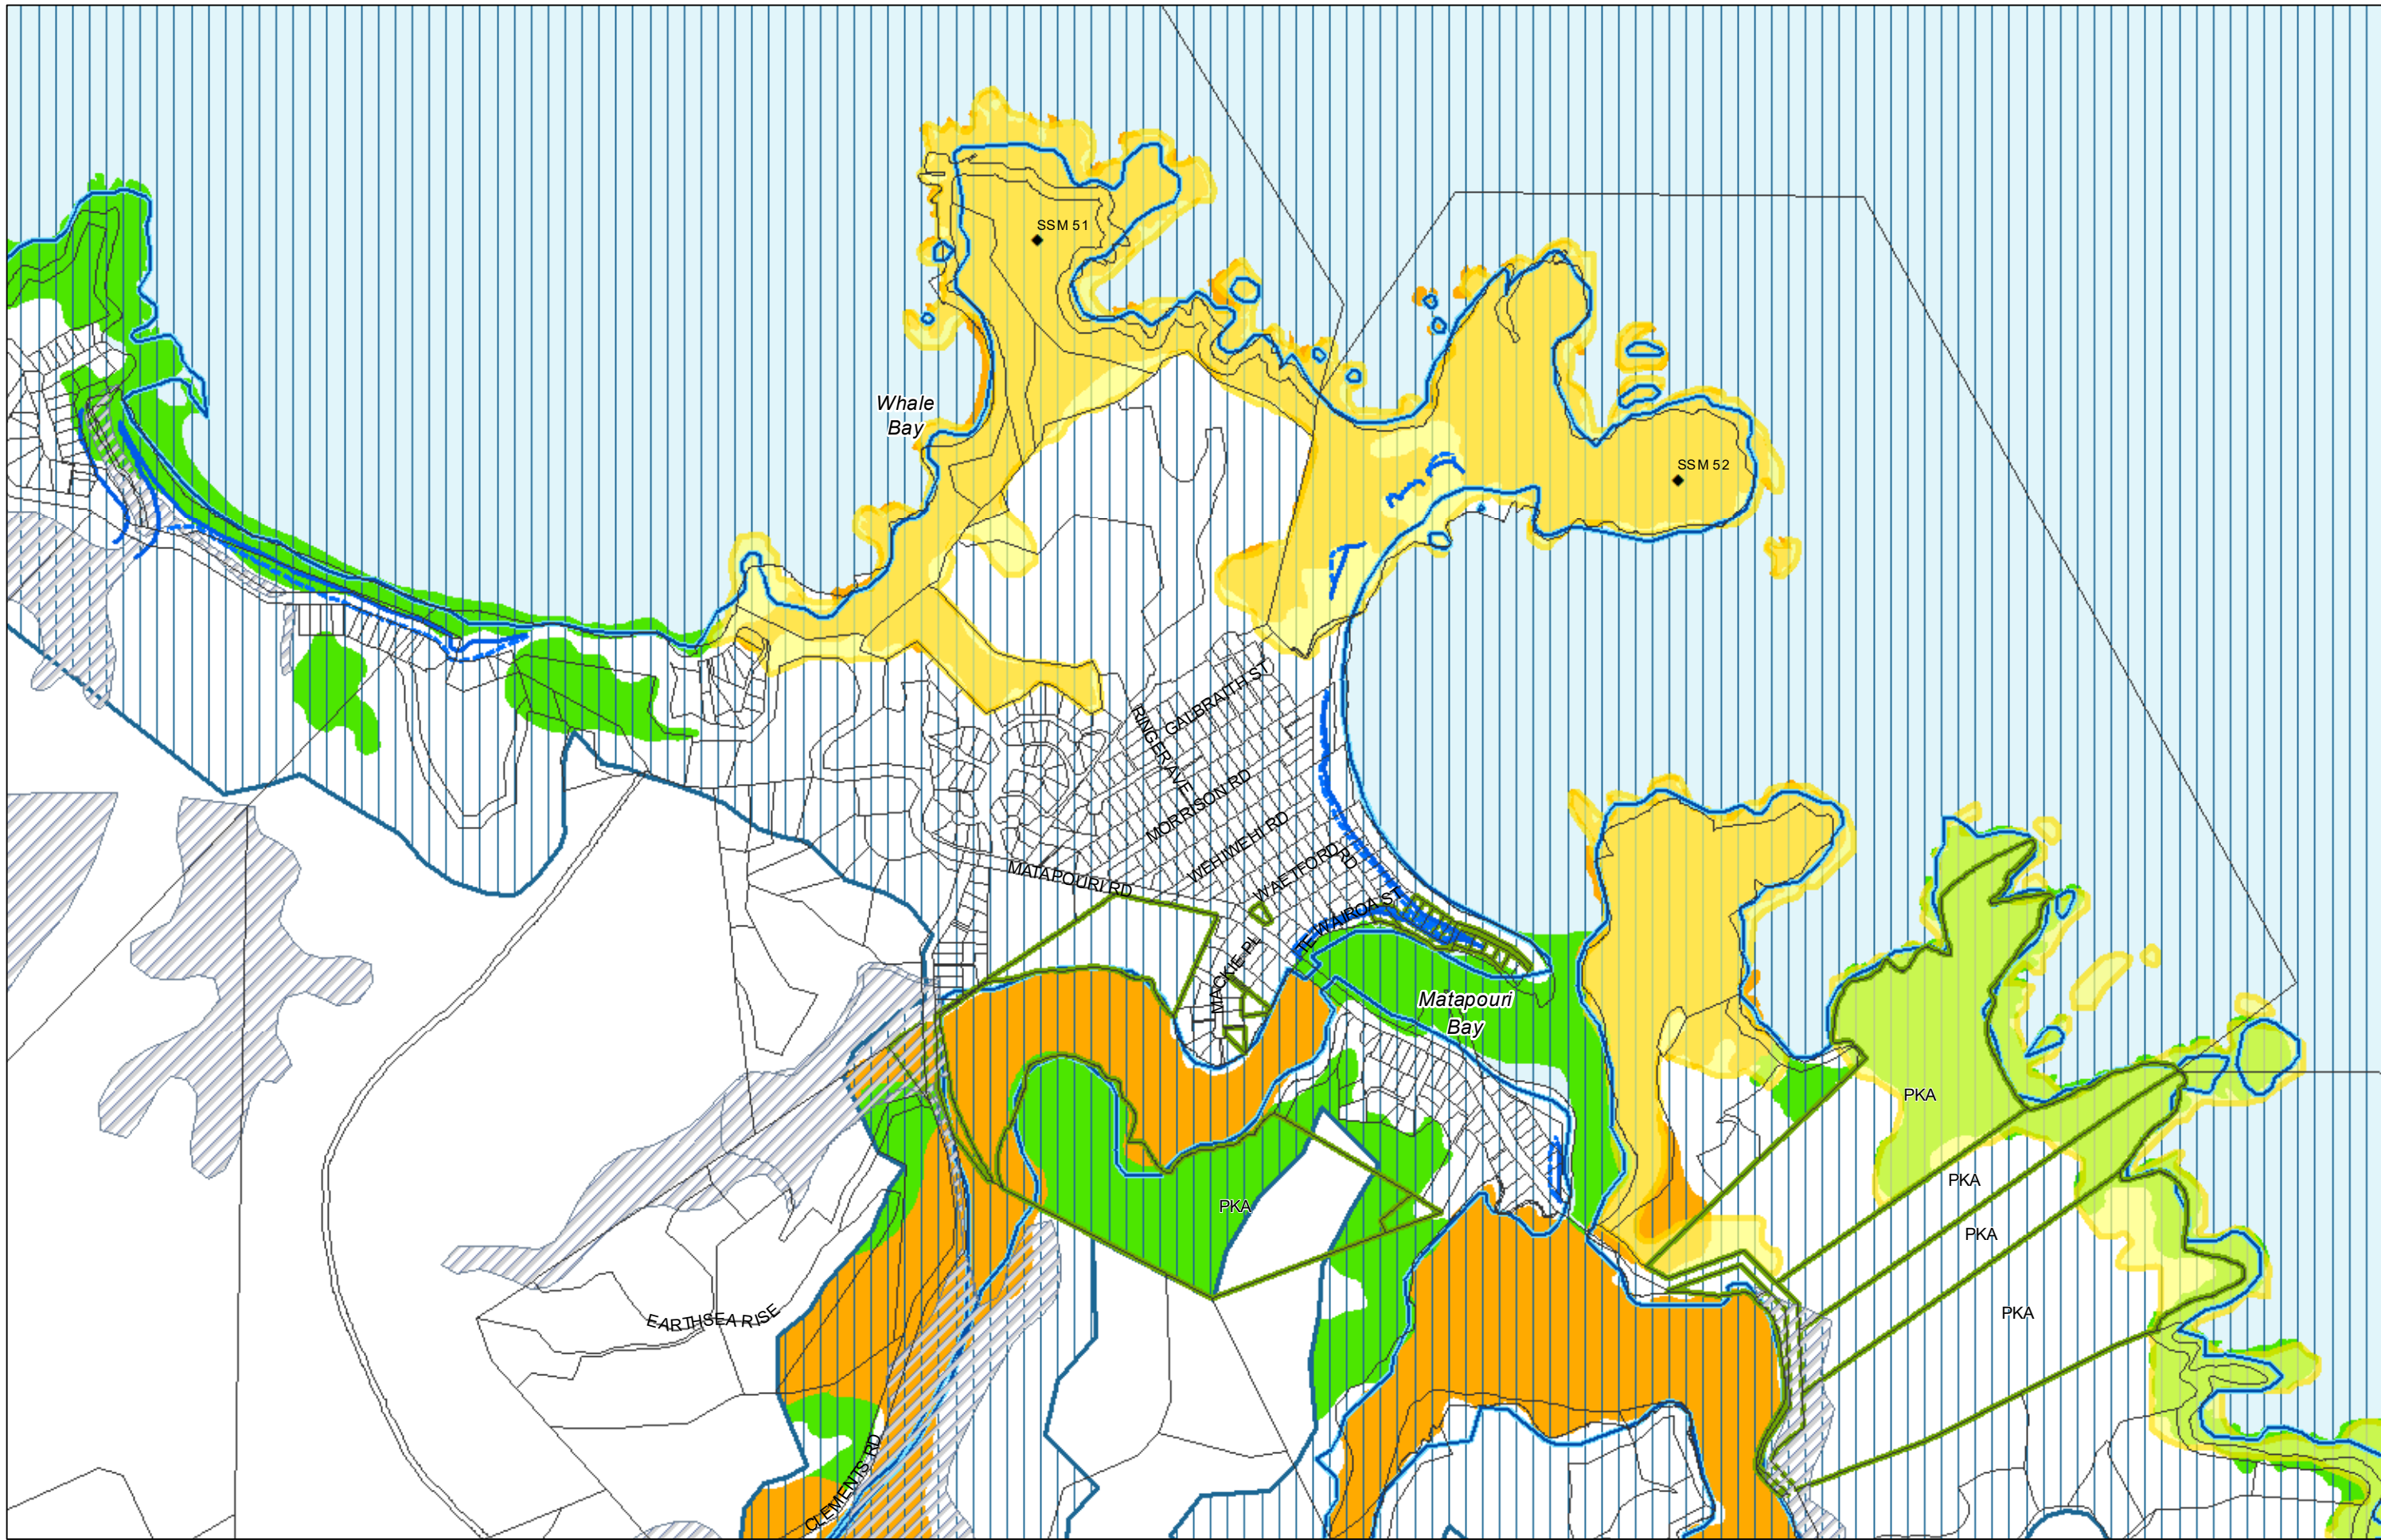 SSM 51
Whale
Bay
SSM 52
GALBRAITH ST
RINGER AVE
MORRISON RD
WEHIWEHI RD
MATAPOURI RD
WAETFORD RD
TE WAIROA ST
MACKIE PL
Matapouri
Bay
PKA
PKA
PKA
PKA
PKA
EARTHSEA RISE
CLEMENTS RD